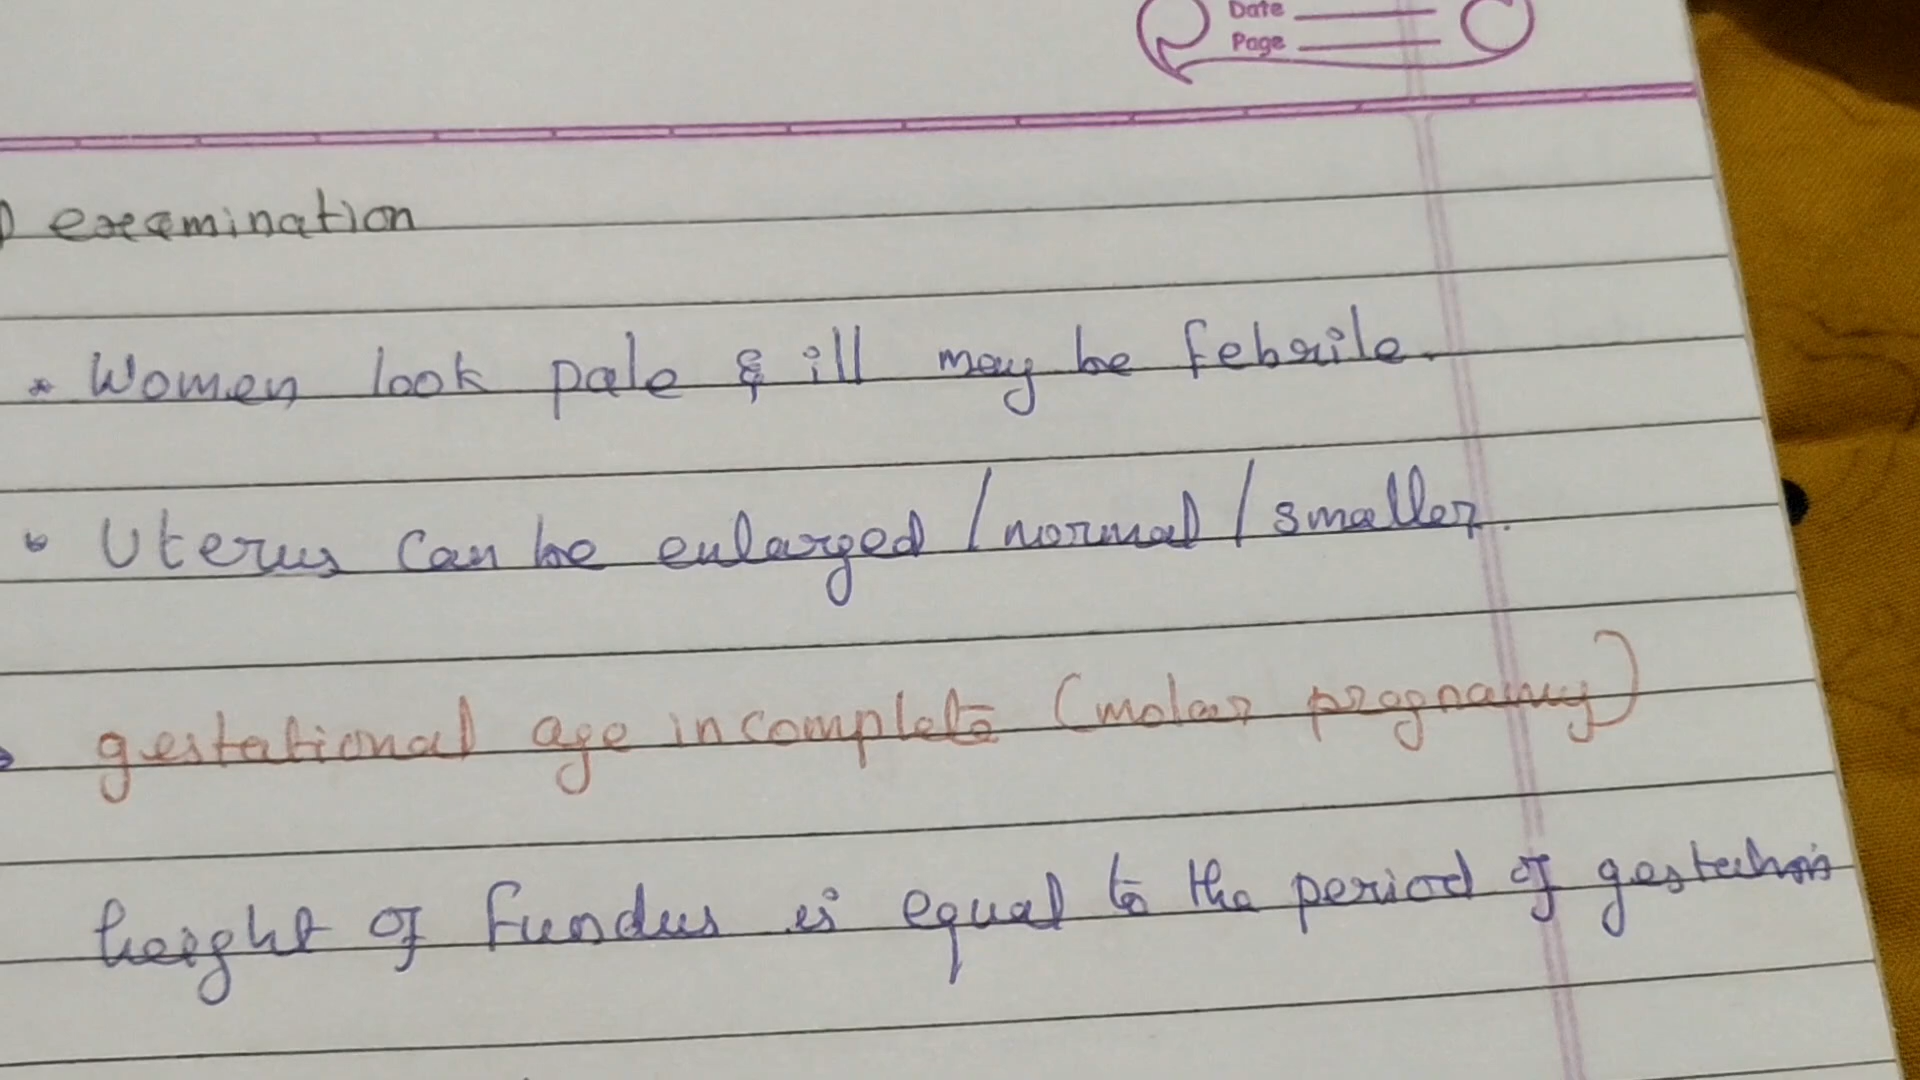 Date
Page
examination
* Women look pale & ill may be febrile.
• Uterus can be enlarged / normal / smaller.
gestational age incomplete (molar pregnancy)
height of fundus is equal to the period of gestation